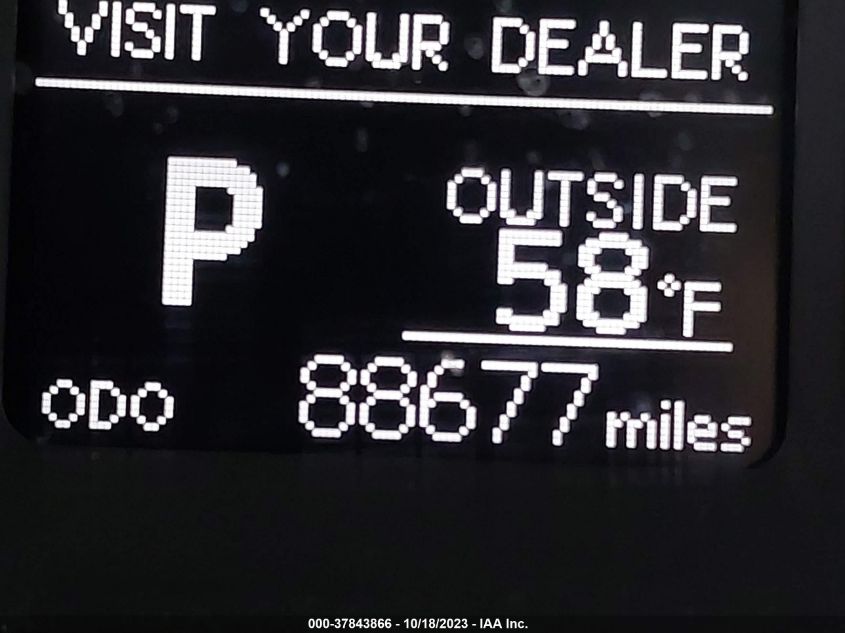 VISIT YOUR DEALER
P
OUTSIDE
58°F
ODO 88677 miles
000-37843866 - 10/18/2023 - IAA Inc.